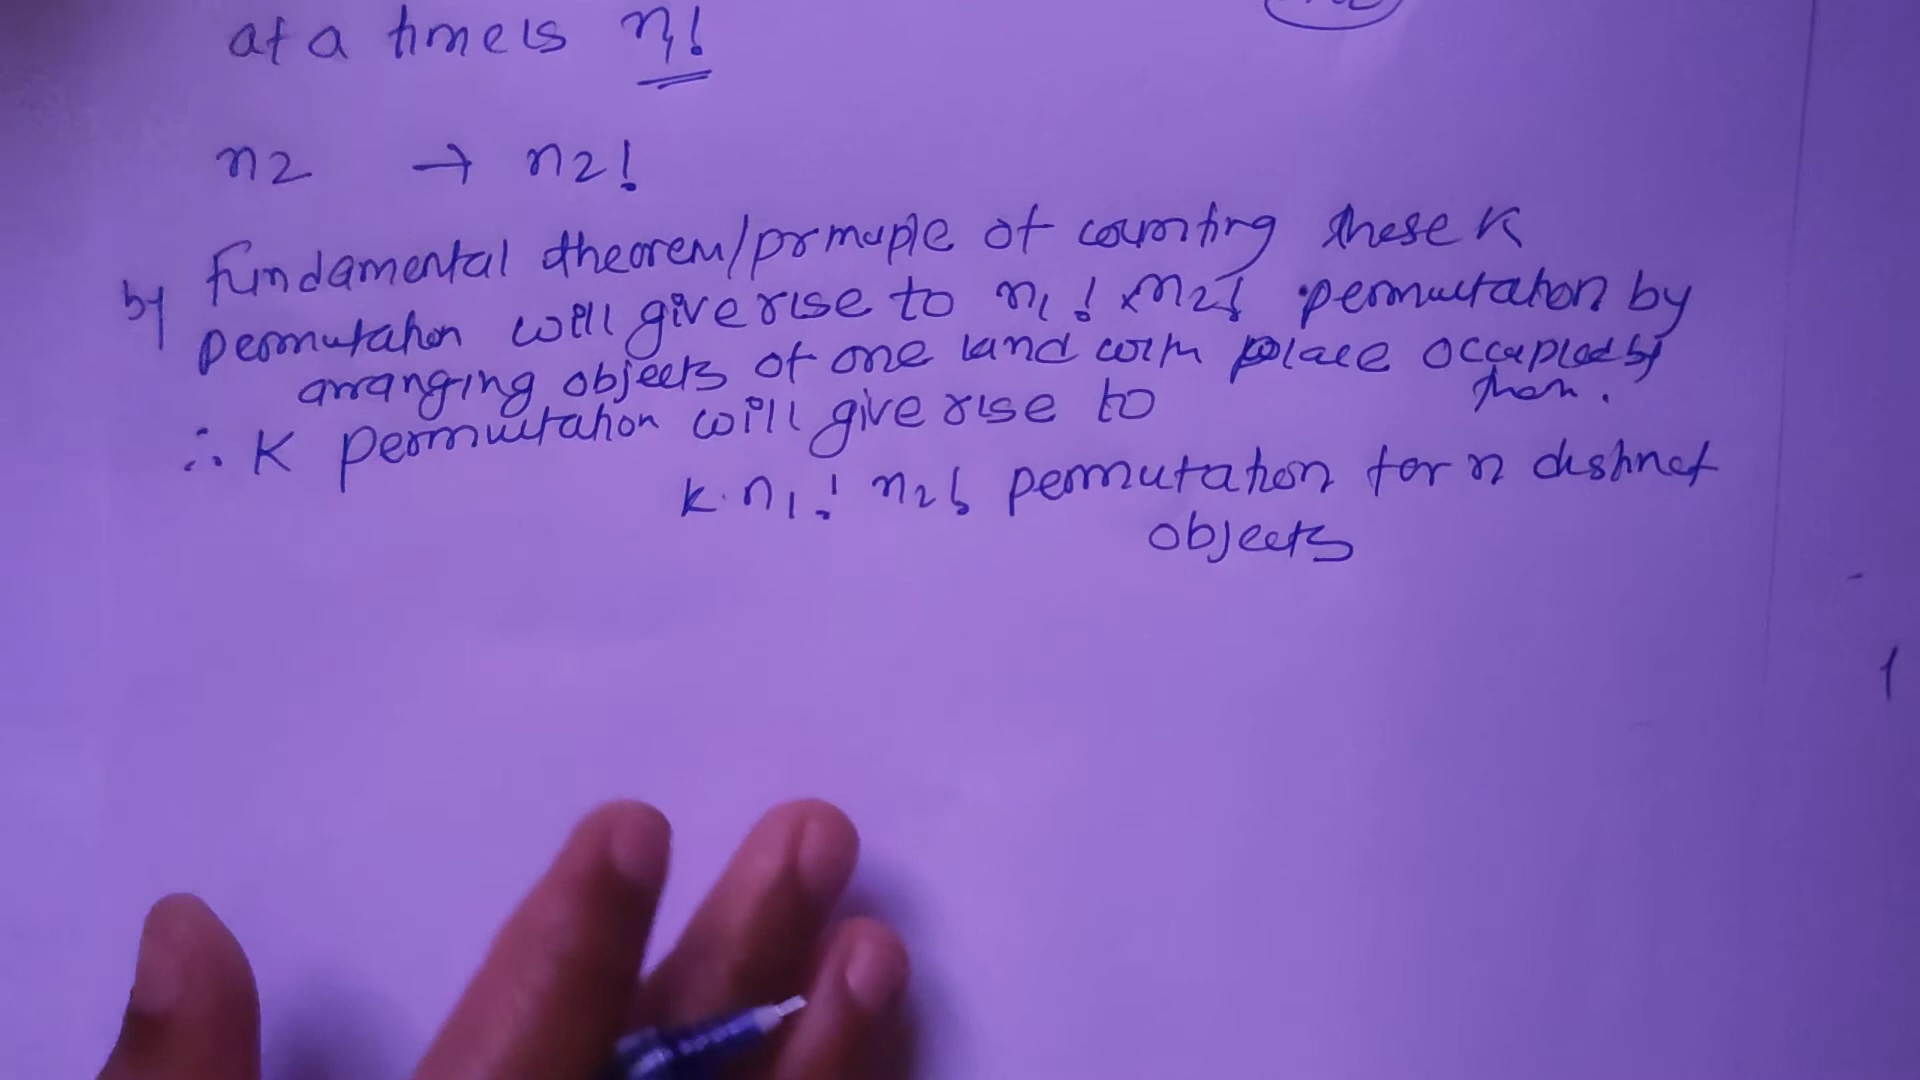 at a time is n1!
n2 → n2!
by Fundamental theorem/principle of counting these K
permutation will give rise to n1! x n2! permutation by
arranging objects of one kind with place occupied by
them.
∴ K permutation will give rise to
k. n1! n2! permutation for n distinct
objects